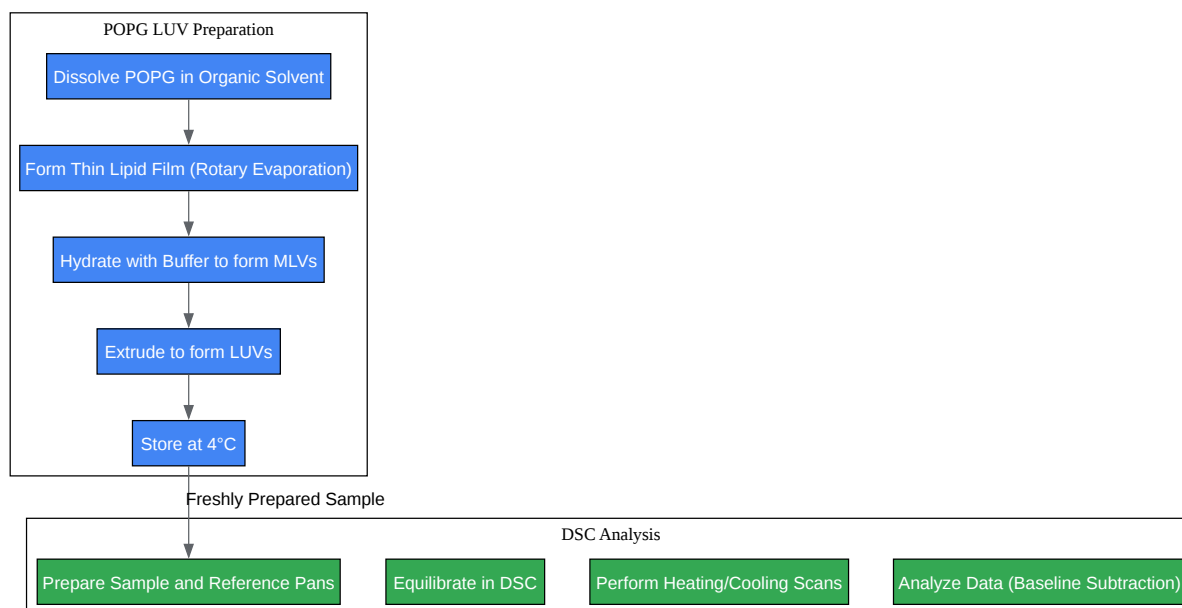 POPG LUV Preparation
Dissolve POPG in Organic Solvent
Form Thin Lipid Film (Rotary Evaporation)
Hydrate with Buffer to form MLVs
Extrude to form LUVs
Store at 4°C
Freshly Prepared Sample
DSC Analysis
Prepare Sample and Reference Pans
Equilibrate in DSC
Perform Heating/Cooling Scans
Analyze Data (Baseline Subtraction)